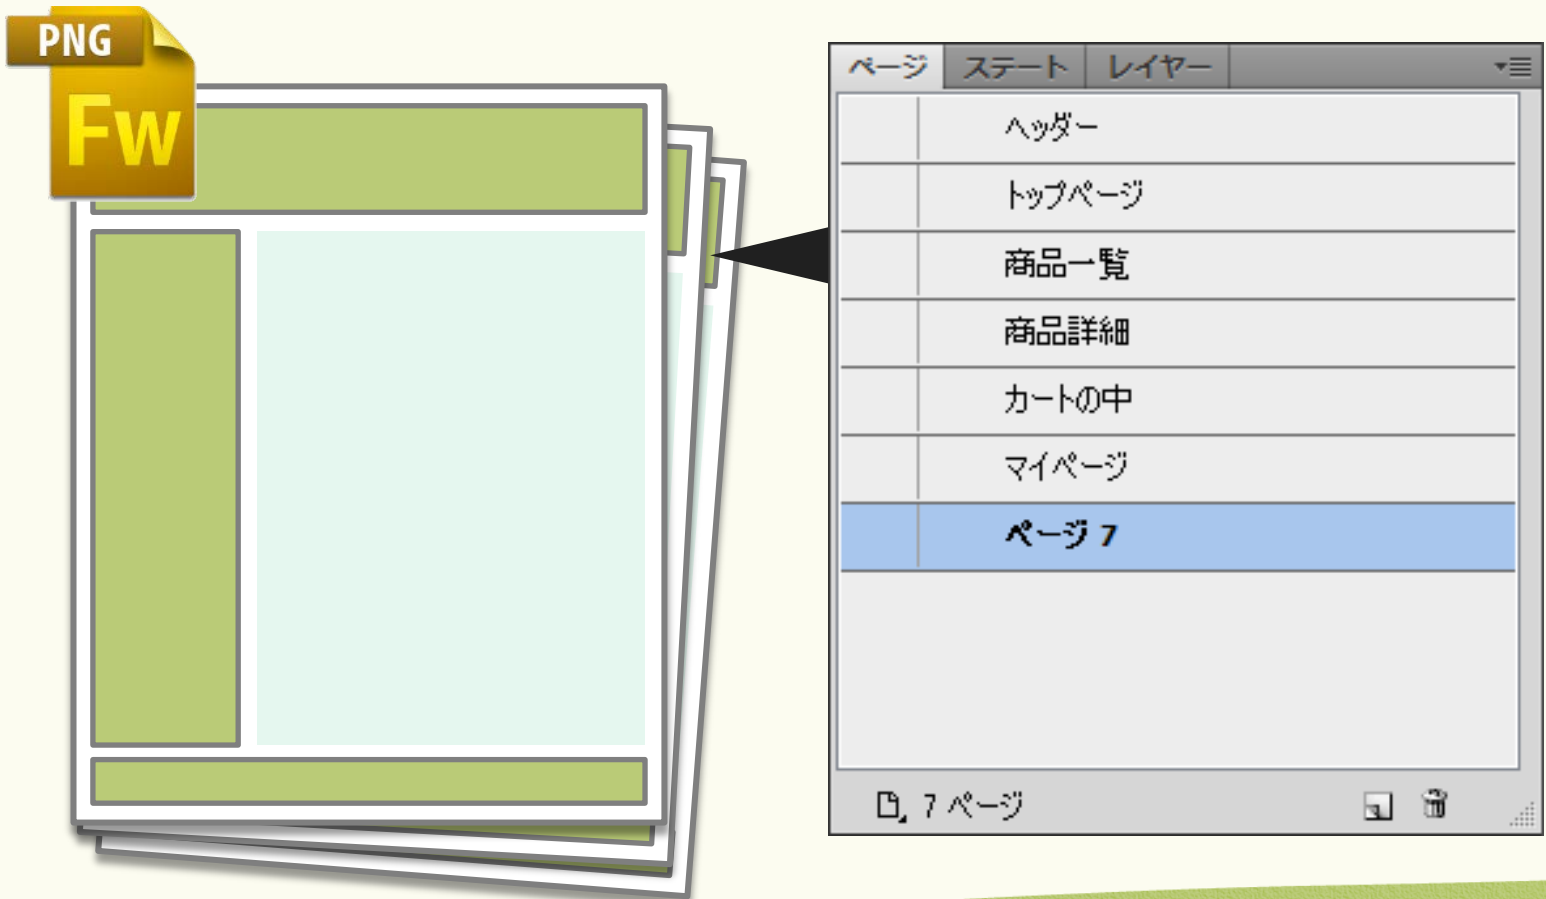 PNG
Fw
ページ ステート レイヤー
ヘッダー
トップページ
商品一覧
商品詳細
カートの中
マイページ
ページ 7
7 ページ